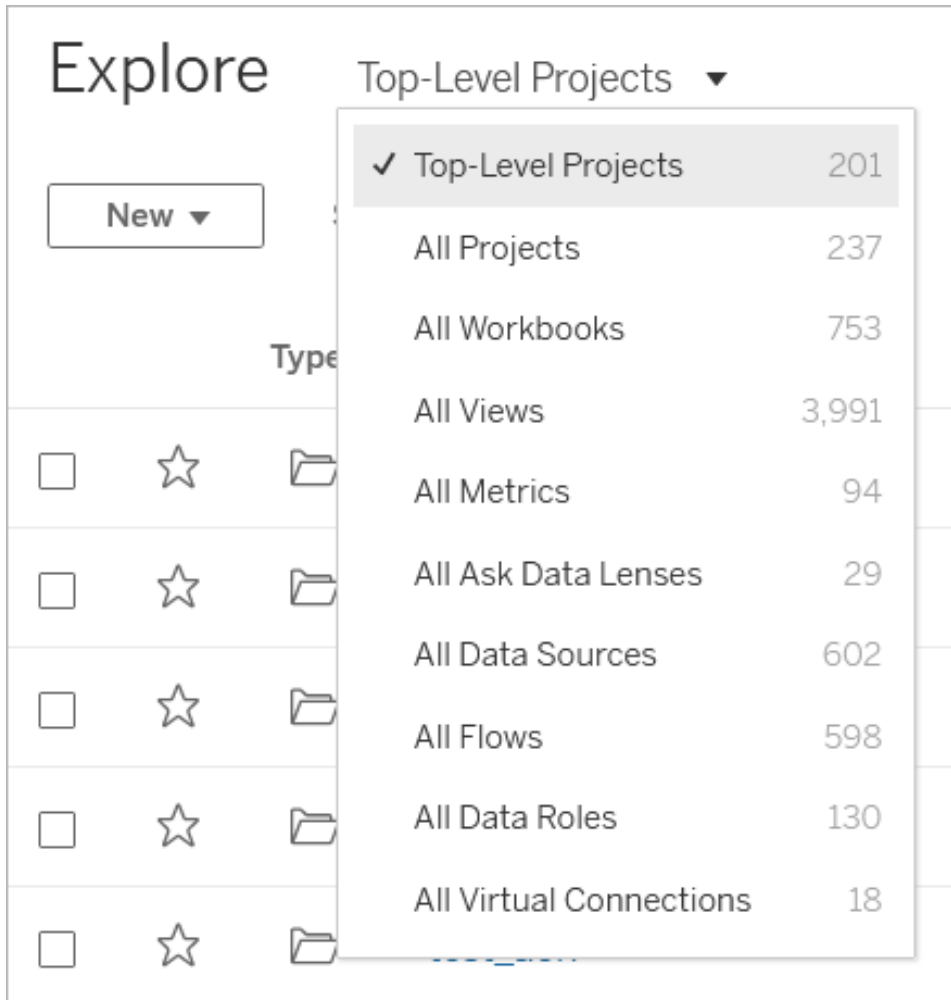 Explore Top-Level Projects
Top-Level Projects 201
New
All Projects 237
All Workbooks 753
Type
All Views 3,991
All Metrics 94
All Ask Data Lenses 29
All Data Sources 602
All Flows 598
All Data Roles 130
All Virtual Connections 18